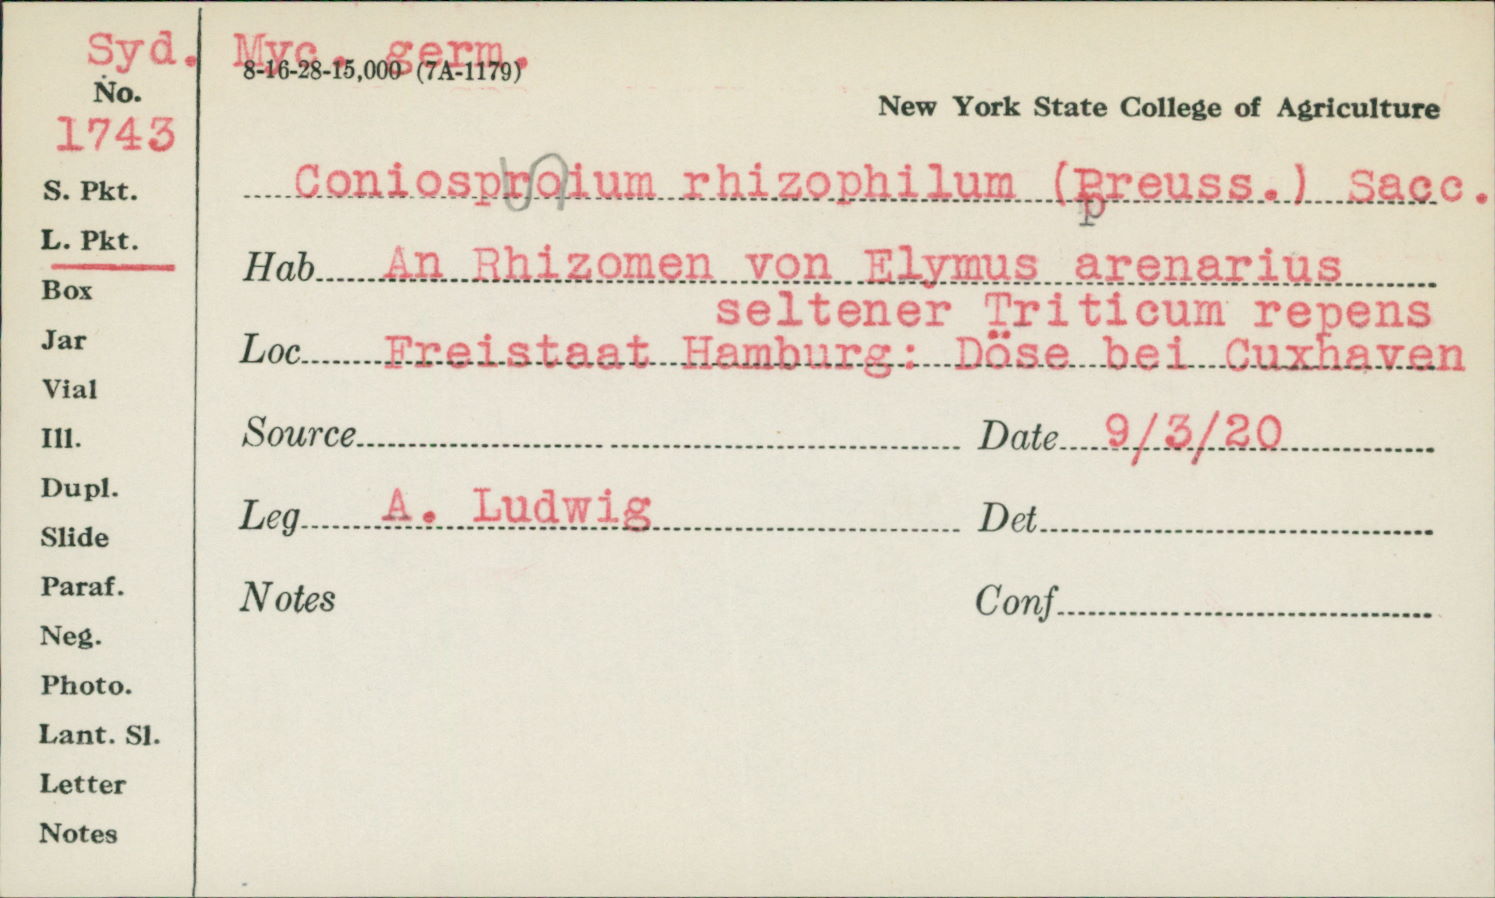 Syd. Myc. germ.
8-16-28-15,000 (7A-1179)
No.
1743
New York State College of Agriculture
S. Pkt.
Coniosproium rhizophilum (Preuss.) Sacc.
p
L. Pkt.
Hab. An Rhizomen von Elymus arenarius
Box
seltener Triticum repens
Jar
Loc. Freistaat Hamburg: Döse bei Cuxhaven
Vial
Ill.
Source Date 9/3/20
Dupl.
Leg. A. Ludwig Det.
Slide
Paraf.
Notes Conf.
Neg.
Photo.
Lant. Sl.
Letter
Notes